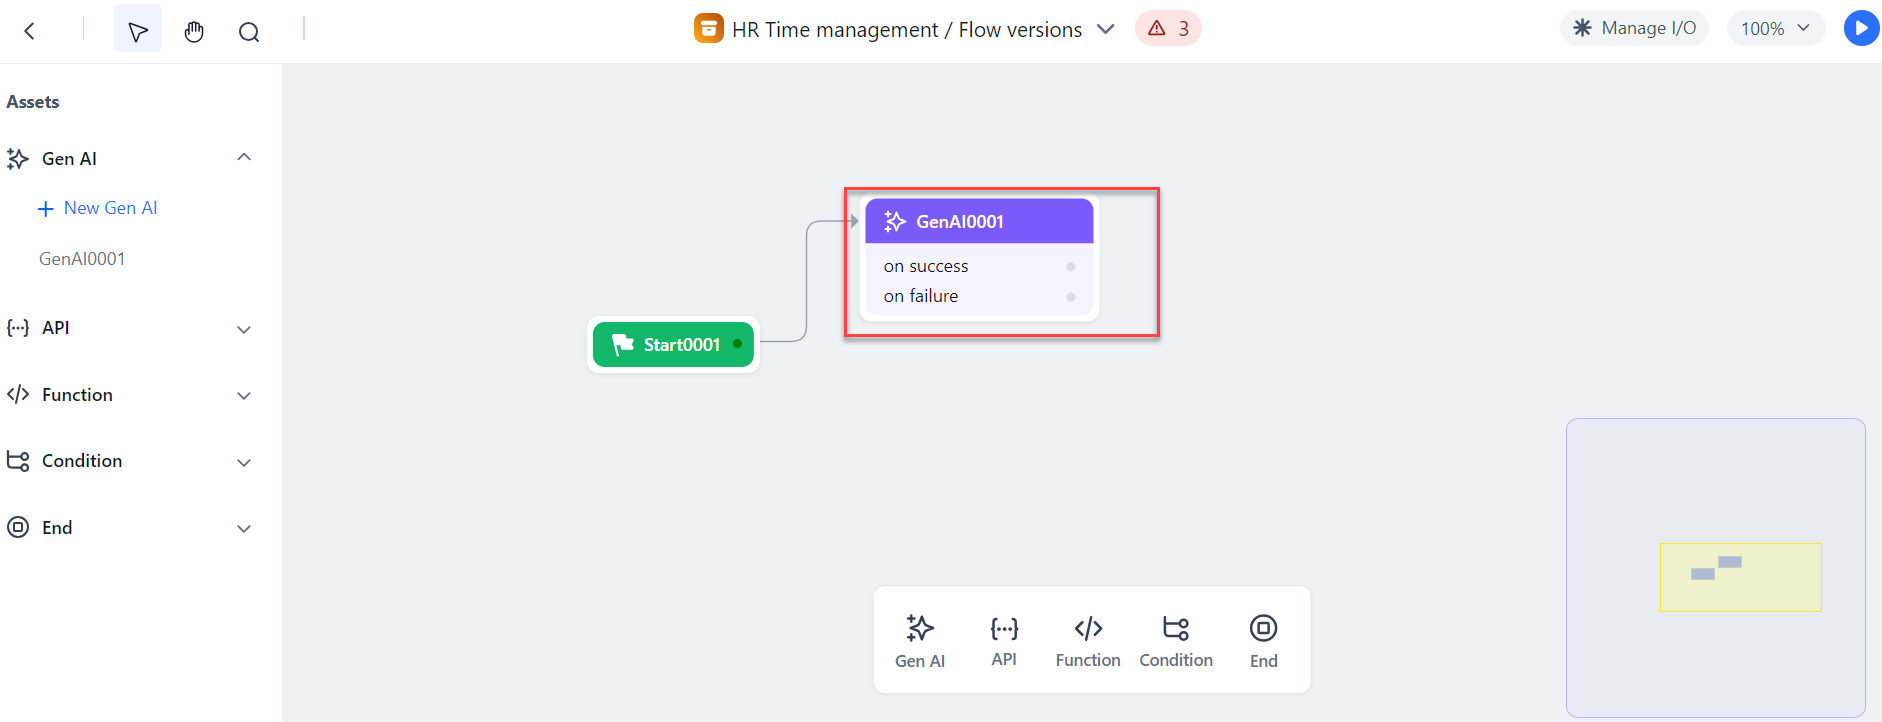 HR Time management / Flow versions
3
Manage I/O
100%
Assets
Gen AI
New Gen AI
GenAI0001
API
Function
Condition
End
GenAI0001
on success
on failure
Start0001
Gen AI
API
Function
Condition
End